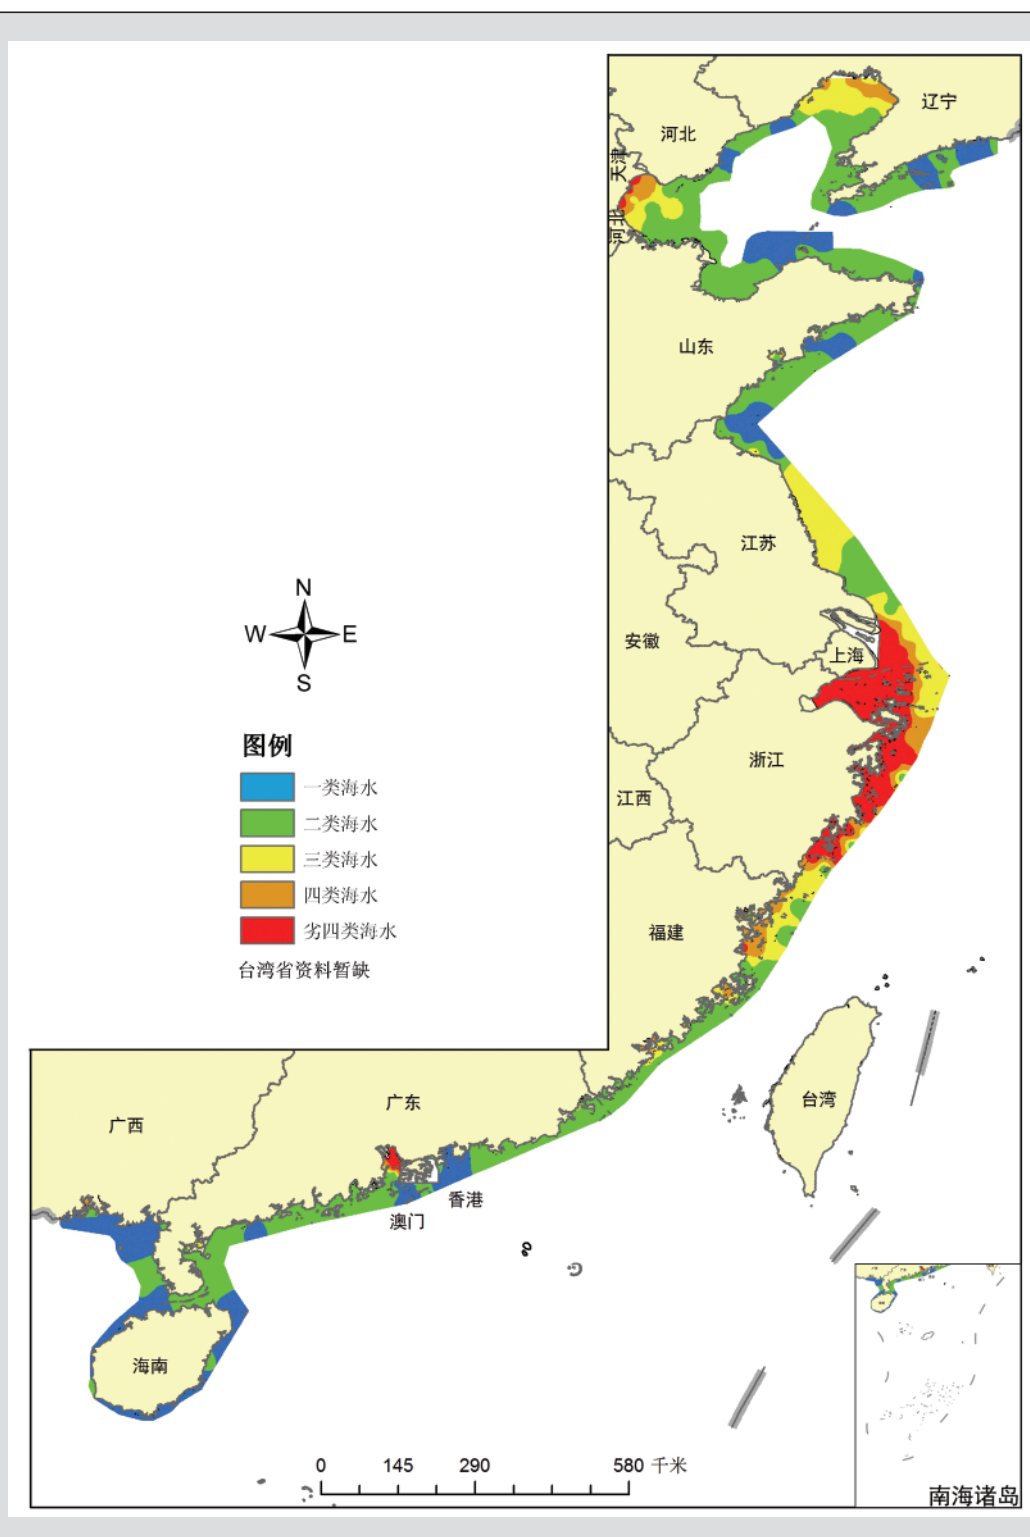 辽宁
河北
天津
河北
山东
江苏
安徽
上海
浙江
江西
福建
台湾
广东
广西
香港
澳门
海南
N
W
E
S
图例
一类海水
二类海水
三类海水
四类海水
劣四类海水
台湾省资料暂缺
0 145 290 580 千米
南海诸岛